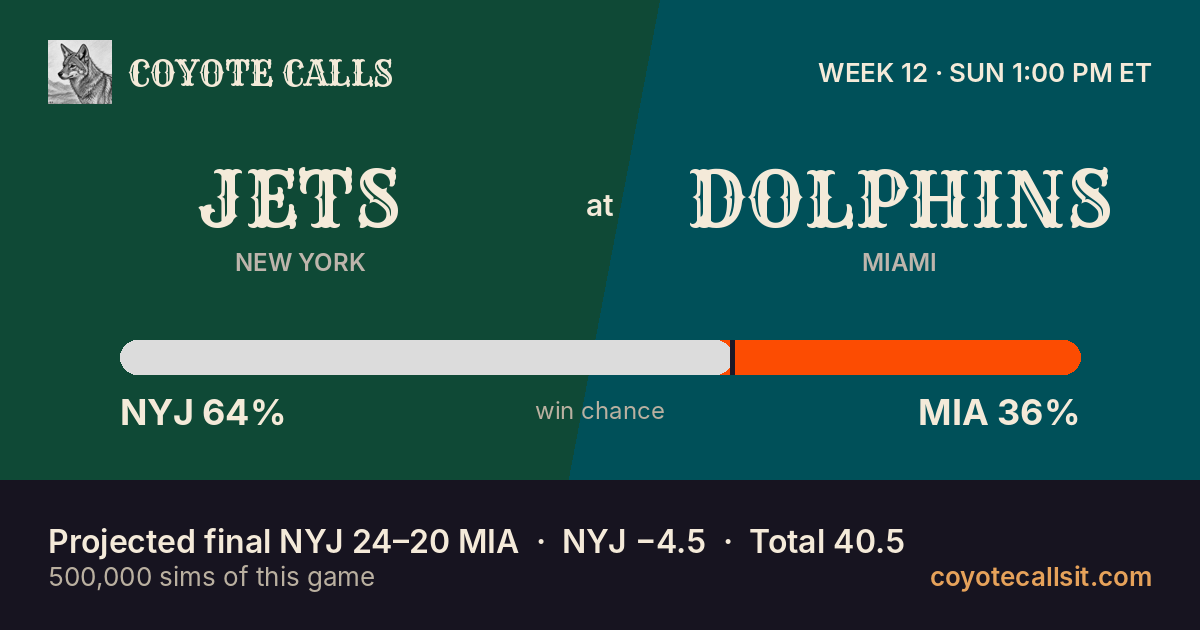 COYOTE CALLS
WEEK 12 · SUN 1:00 PM ET
JETS
at
DOLPHINS
NEW YORK
MIAMI
NYJ 64%
win chance
MIA 36%
Projected final NYJ 24–20 MIA · NYJ −4.5 · Total 40.5
500,000 sims of this game
coyotecallsit.com